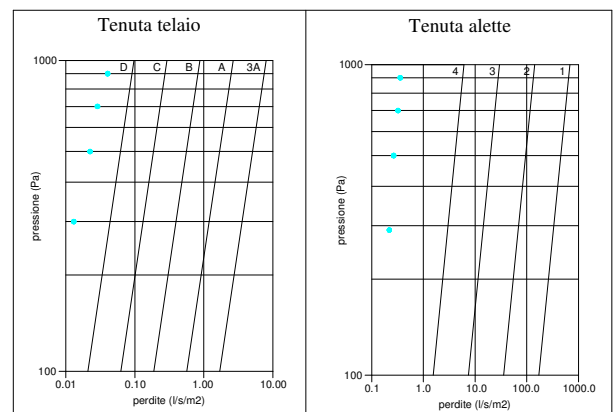 Tenuta telaio
1000
D C B A 3A
pressione (Pa)
100
0.01 0.10 1.00 10.00
perdite (l/s/m2)
Tenuta alette
1000
4 3 2 1
pressione (Pa)
100
0.1 1.0 10.0 100.0 1000.0
perdite (l/s/m2)